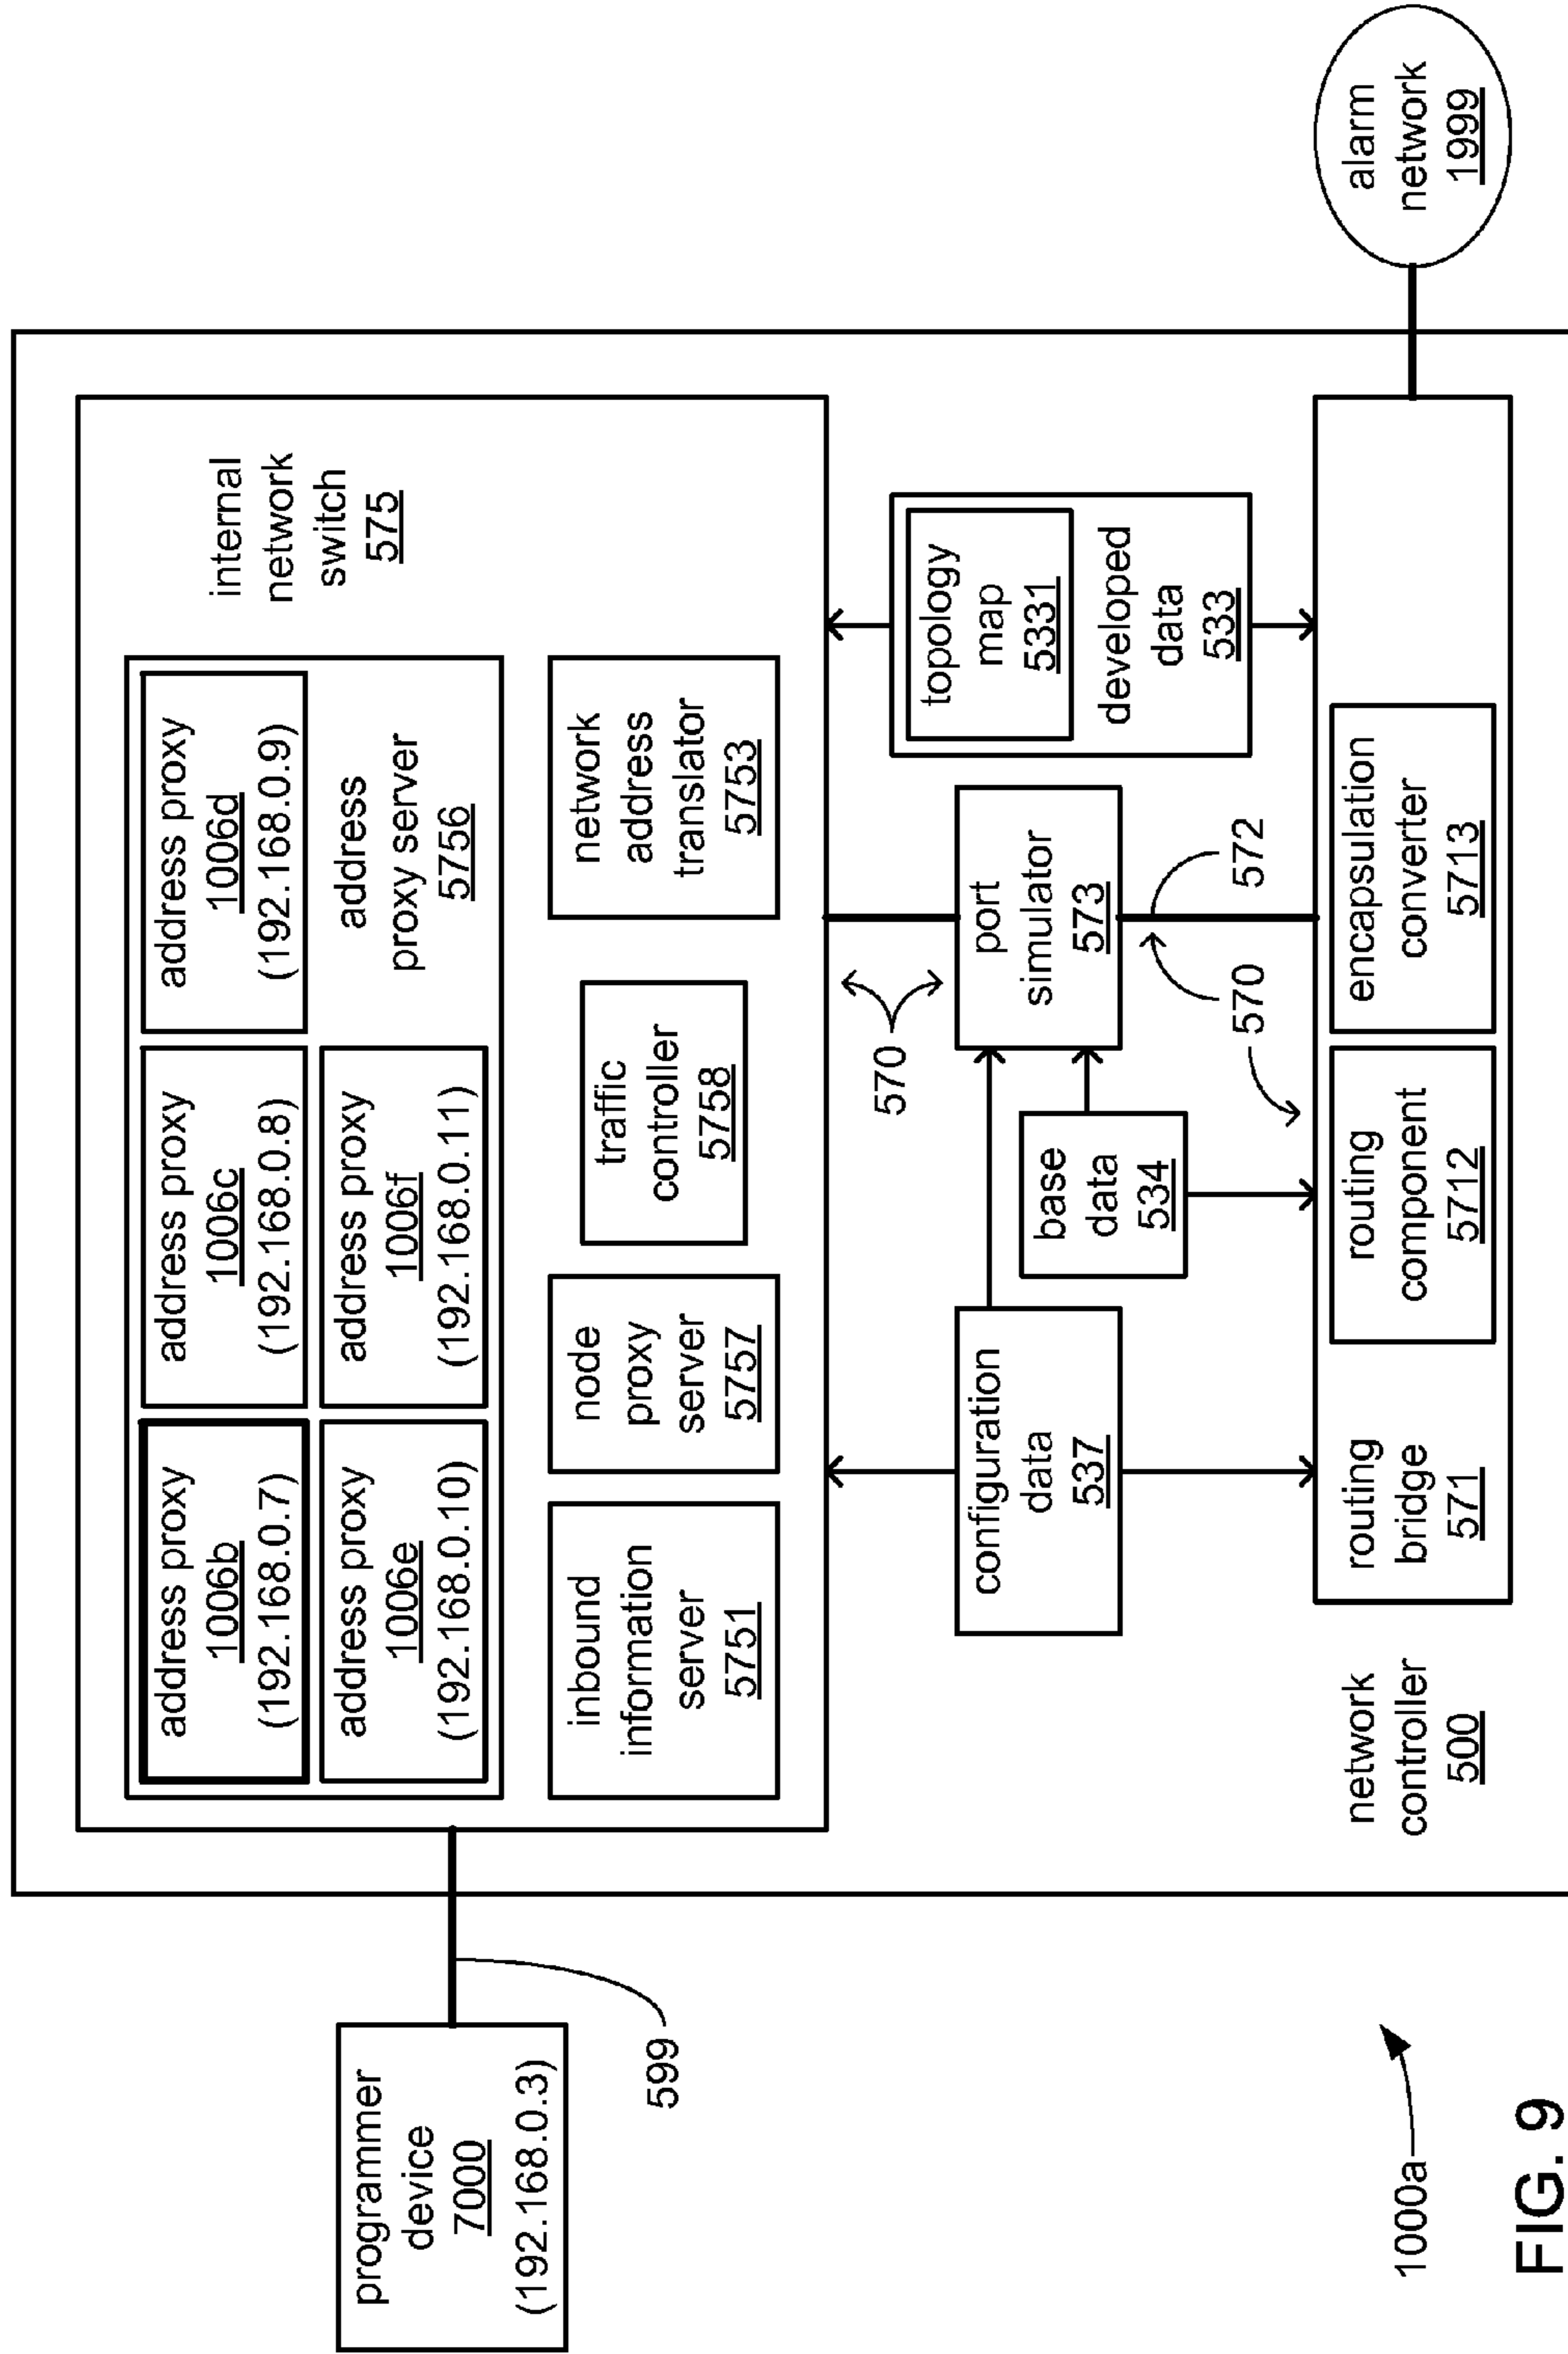 programmer
device
7000
(192.168.0.3)
599
address proxy
1006b
(192.168.0.7)
address proxy
1006c
(192.168.0.8)
address proxy
1006d
(192.168.0.9)
address proxy
1006e
(192.168.0.10)
address proxy
1006f
(192.168.0.11)
address
proxy server
5756
internal
network
switch
575
inbound
information
server
5751
node
proxy
server
5757
traffic
controller
5758
network
address
translator
5753
570
configuration
data
537
base
data
534
port
simulator
573
topology
map
5331
developed
data
533
570
572
network
controller
500
routing
bridge
571
routing
component
5712
encapsulation
converter
5713
alarm
network
1999
1000a
FIG. 9